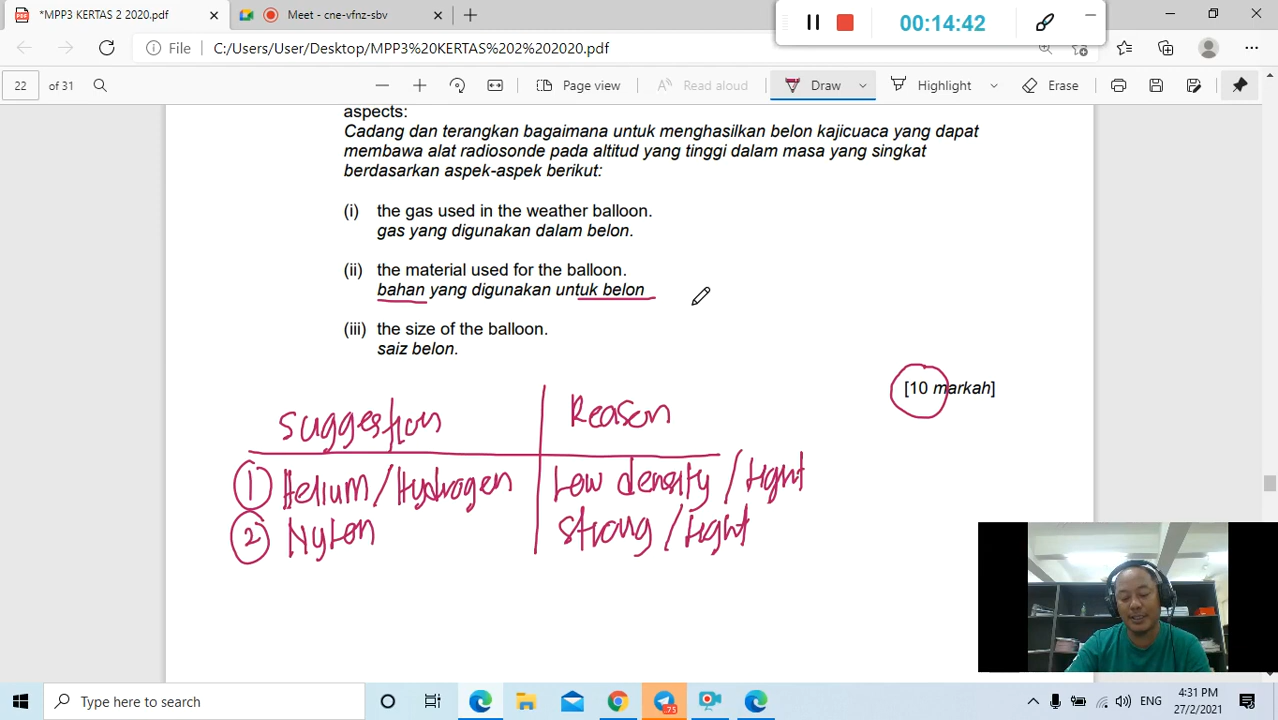 *MPP3 KERTAS 2 2020.pdf
Meet - cne-vfnz-sbv
00:14:42
File
C:/Users/User/Desktop/MPP3%20KERTAS%202%202020.pdf
22
of 31
Page view
Read aloud
Draw
Highlight
Erase
aspects:
Cadang dan terangkan bagaimana untuk menghasilkan belon kajicuaca yang dapat
membawa alat radiosonde pada altitud yang tinggi dalam masa yang singkat
berdasarkan aspek-aspek berikut:
(i) the gas used in the weather balloon.
gas yang digunakan dalam belon.
(ii) the material used for the balloon.
bahan yang digunakan untuk belon
(iii) the size of the balloon.
saiz belon.
[10 markah]
Suggestion Reason
1 Helium/Hydrogen Low density/Light
2 Nylon Strong/Light
Type here to search
75
ENG
4:31 PM
27/2/2021